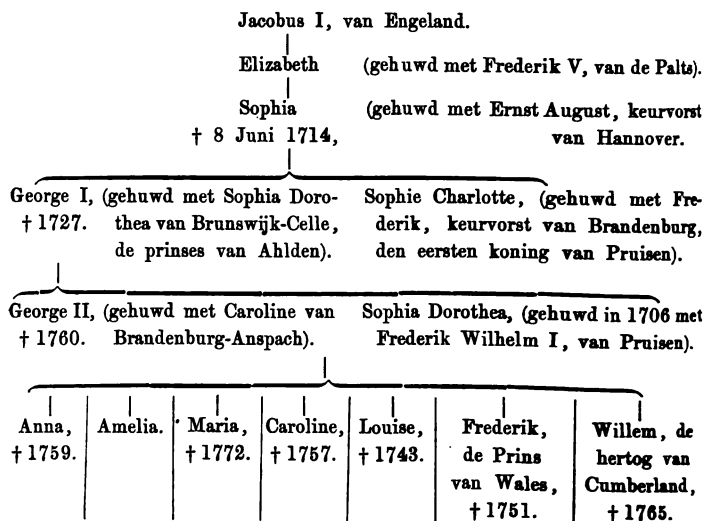 Jacobus I, van Engeland.
Elizabeth (gehuwd met Frederik V, van de Palts).
Sophia (gehuwd met Ernst August, keurvorst
† 8 Juni 1714, van Hannover.
George I, (gehuwd met Sophia Doro- Sophie Charlotte, (gehuwd met Fre-
† 1727. thea van Brunswijk-Celle, derik, keurvorst van Brandenburg,
de prinses van Ahlden). den eersten koning van Pruisen).
George II, (gehuwd met Caroline van Sophia Dorothea, (gehuwd in 1706 met
† 1760. Brandenburg-Anspach). Frederik Wilhelm I, van Pruisen).
Anna, Amelia. Maria, Caroline, Louise, Frederik, Willem, de
† 1759. † 1772. † 1757. † 1743. de Prins hertog van
van Wales, Cumberland,
† 1751. † 1765.